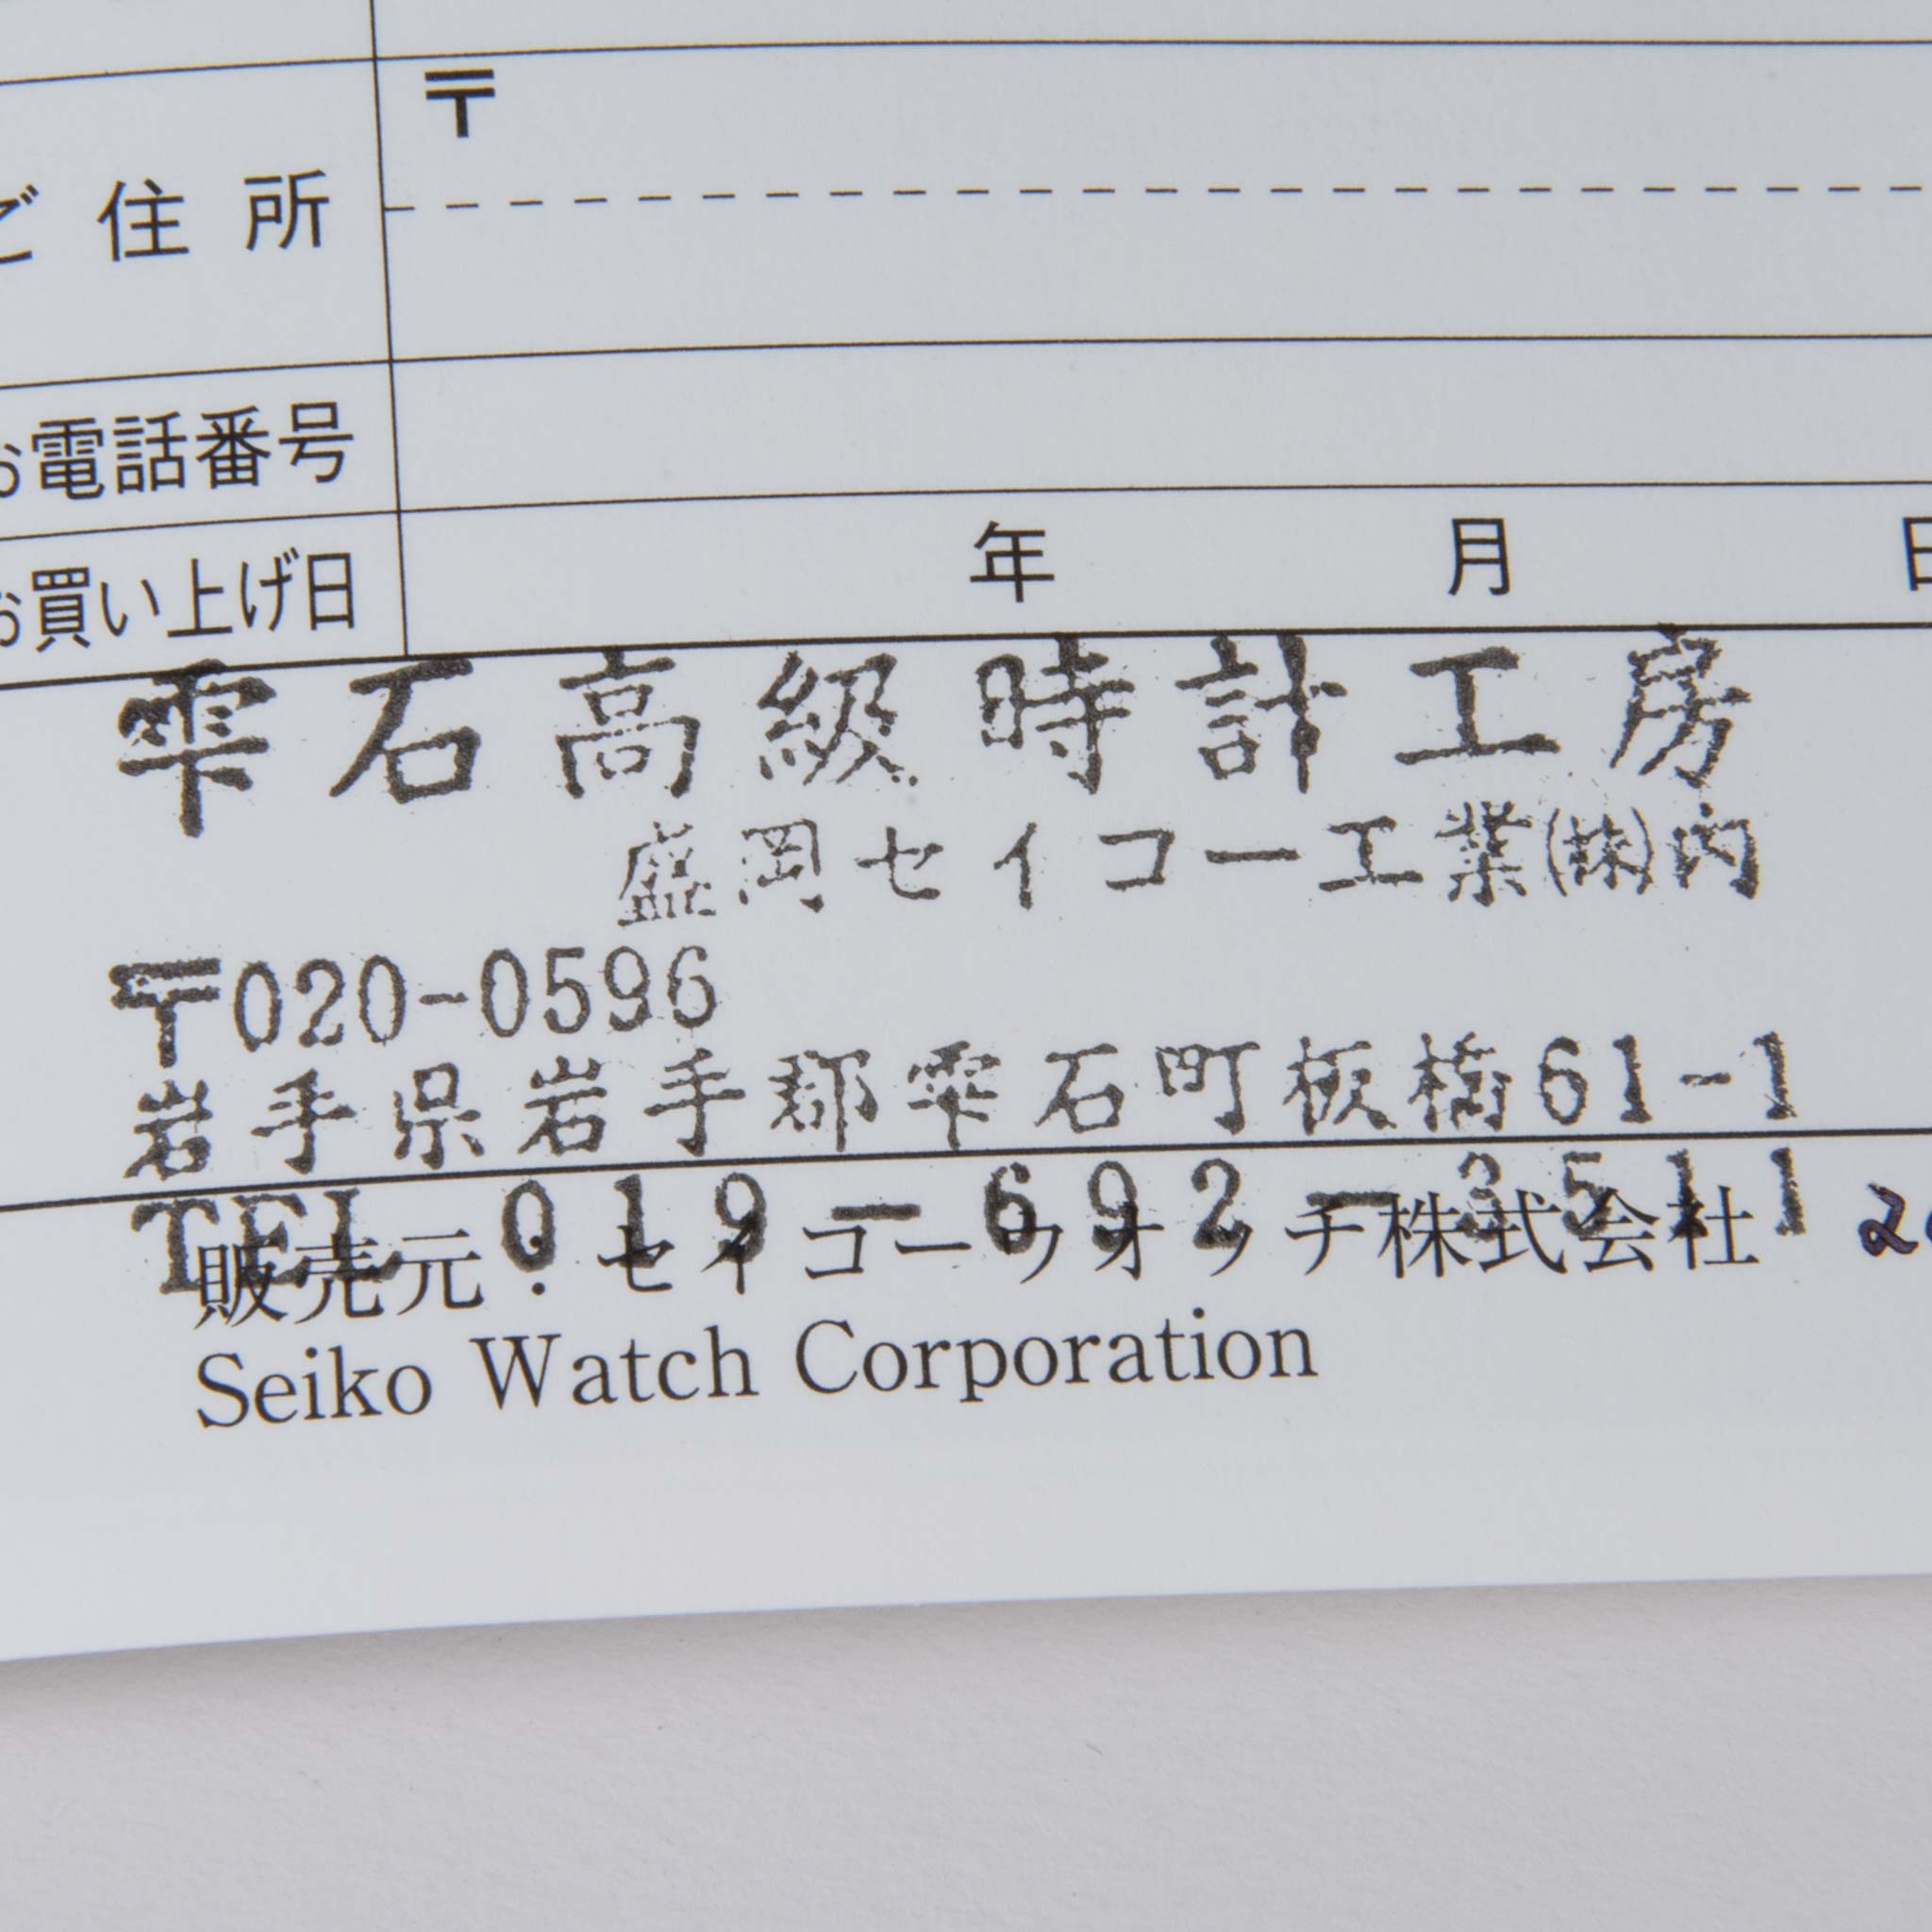 〒
ご住所
お電話番号
お買い上げ日 年 月 日
雫石高級時計工房
盛岡セイコー工業㈱内
〒020-0596
岩手県岩手郡雫石町板橋61-1
TEL 019-692-3511
販売元:セイコーウオッチ株式会社
Seiko Watch Corporation